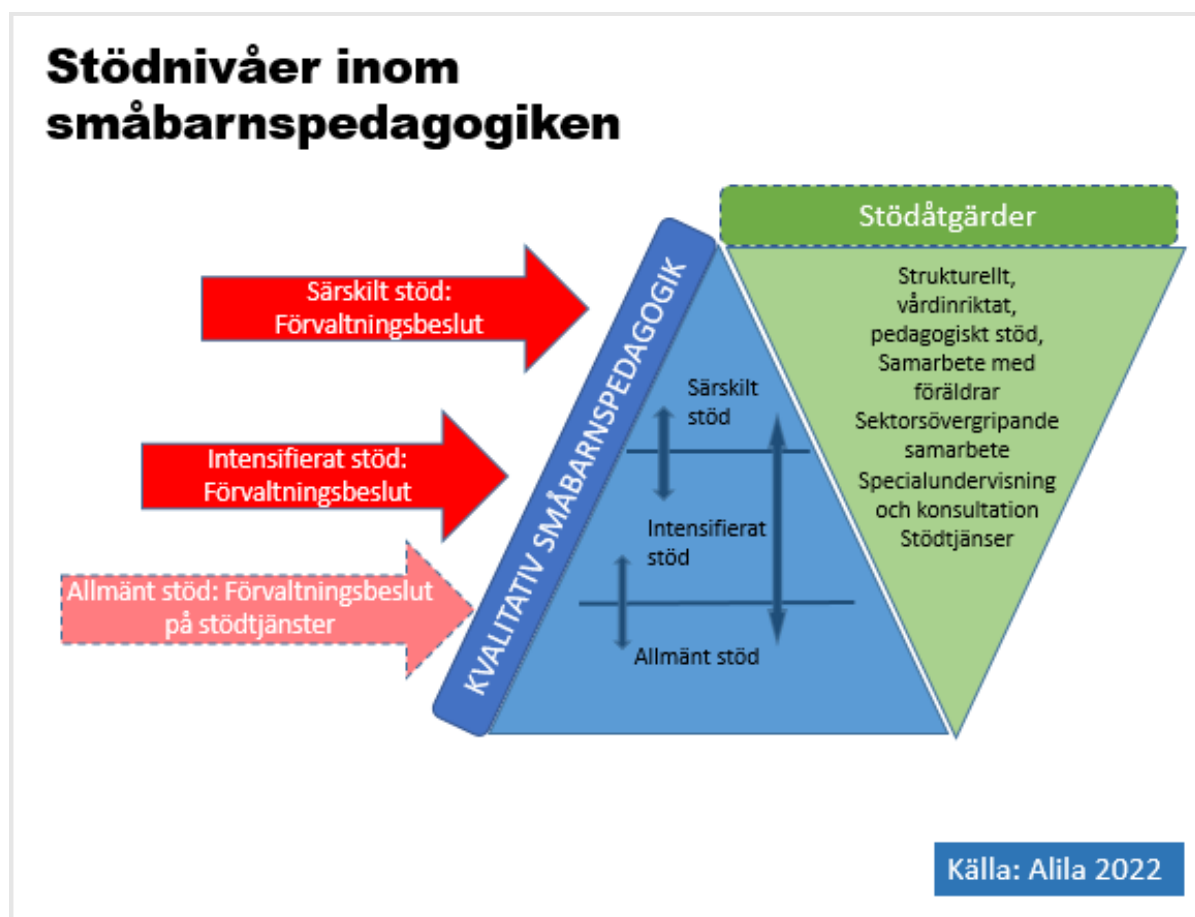 Stödnivåer inom
småbarnspedagogiken
Särskilt stöd:
Förvaltningsbeslut
Intensifierat stöd:
Förvaltningsbeslut
Allmänt stöd: Förvaltningsbeslut
på stödtjänster
KVALITATIV SMÅBARNSPEDAGOGIK
Särskilt
stöd
Intensifierat
stöd
Allmänt stöd
Stödåtgärder
Strukturellt,
vårdinriktat,
pedagogiskt stöd,
Samarbete med
föräldrar
Sektorsövergripande
samarbete
Specialundervisning
och konsultation
Stödtjänser
Källa: Alila 2022